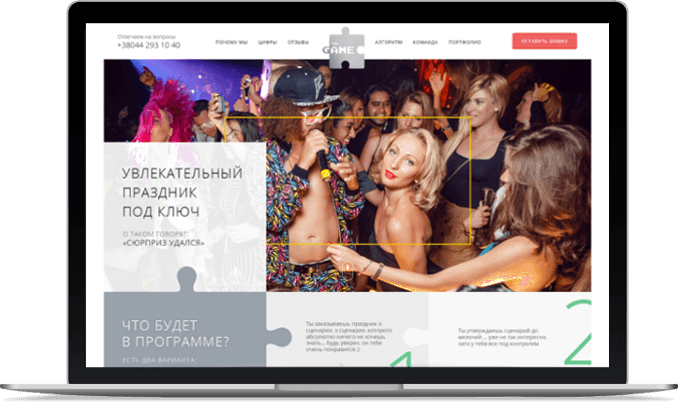 Отвечаем на вопросы
+38044 293 10 40
ПОЧЕМУ МЫ ЦИФРЫ ОТЗЫВЫ GAME АЛГОРИТМ КОМАНДА ПОРТФОЛИО
ОСТАВИТЬ ЗАЯВКУ
УВЛЕКАТЕЛЬНЫЙ
ПРАЗДНИК
ПОД КЛЮЧ
О ТАКОМ ГОВОРЯТ:
«СЮРПРИЗ УДАЛСЯ»
ЧТО БУДЕТ
В ПРОГРАММЕ?
ЕСТЬ ДВА ВАРИАНТА:
Ты заказываешь праздник и
сценарий, о сценарии, которого
абсолютно ничего не хочешь
знать... будь уверен, он тебе
очень понравится ;)
1
Ты утверждаешь сценарий до
мелочей ... уже не так интересно,
зато у тебя все под контролем
2